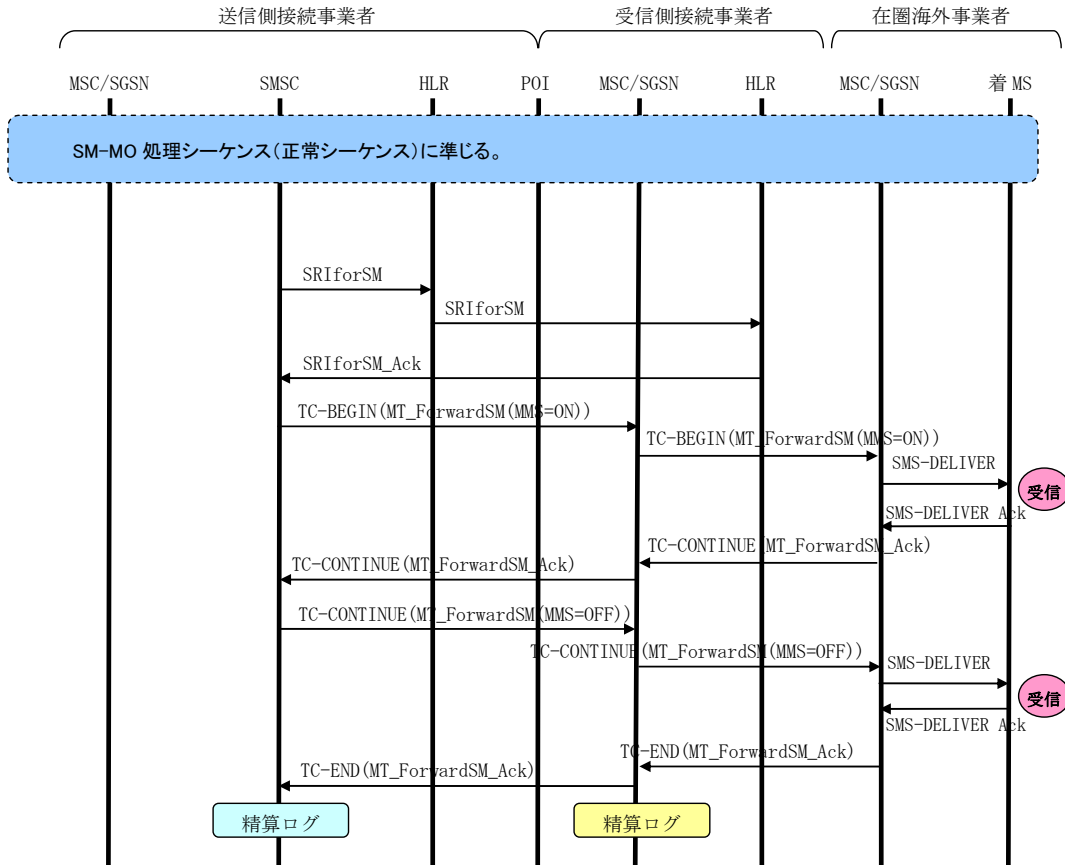 送信側接続事業者
受信側接続事業者
在圏海外事業者
MSC/SGSN
SMSC
HLR
POI
MSC/SGSN
HLR
MSC/SGSN
着 MS
SM-MO 処理シーケンス(正常シーケンス)に準じる。
SRIforSM
SRIforSM
SRIforSM_Ack
TC-BEGIN(MT_ForwardSM(MMS=ON))
TC-BEGIN(MT_ForwardSM(MMS=ON))
SMS-DELIVER
受信
SMS-DELIVER Ack
TC-CONTINUE(MT_ForwardSM_Ack)
TC-CONTINUE(MT_ForwardSM_Ack)
TC-CONTINUE(MT_ForwardSM(MMS=OFF))
TC-CONTINUE(MT_ForwardSM(MMS=OFF))
SMS-DELIVER
受信
SMS-DELIVER Ack
TC-END(MT_ForwardSM_Ack)
TC-END(MT_ForwardSM_Ack)
精算ログ
精算ログ